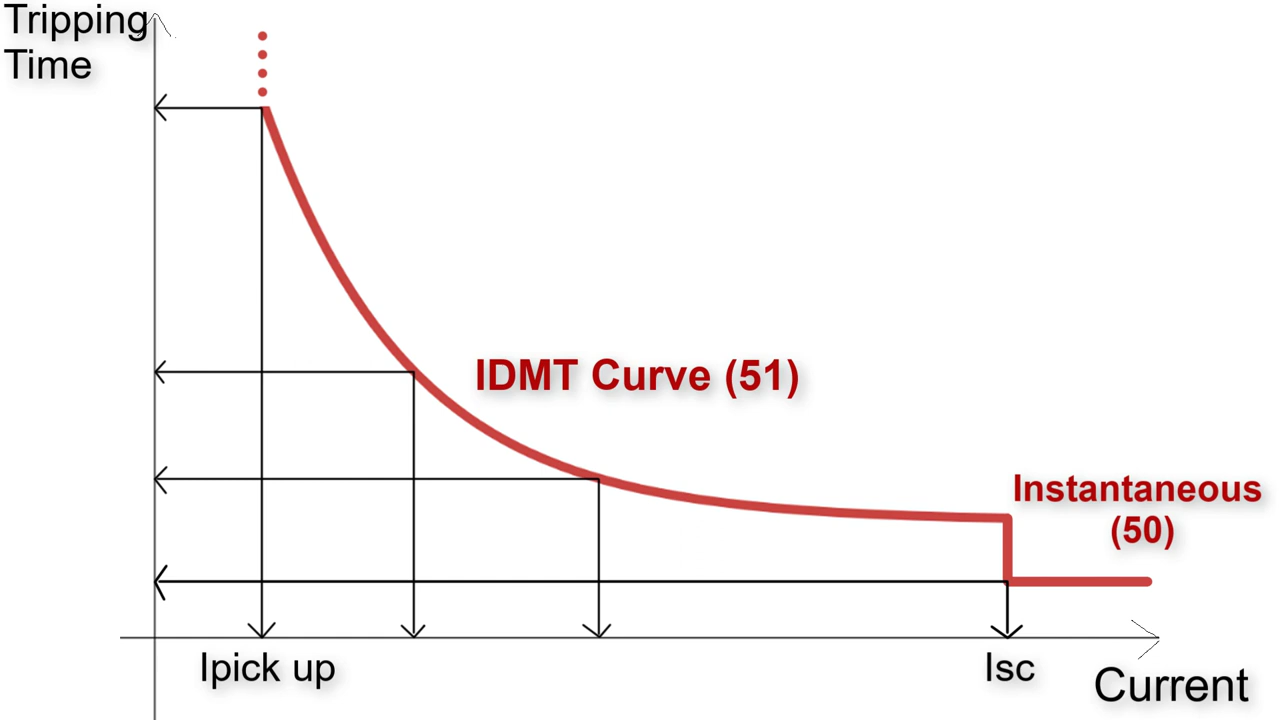 Tripping
Time
IDMT Curve (51)
Instantaneous
(50)
Ipick up
Isc
Current